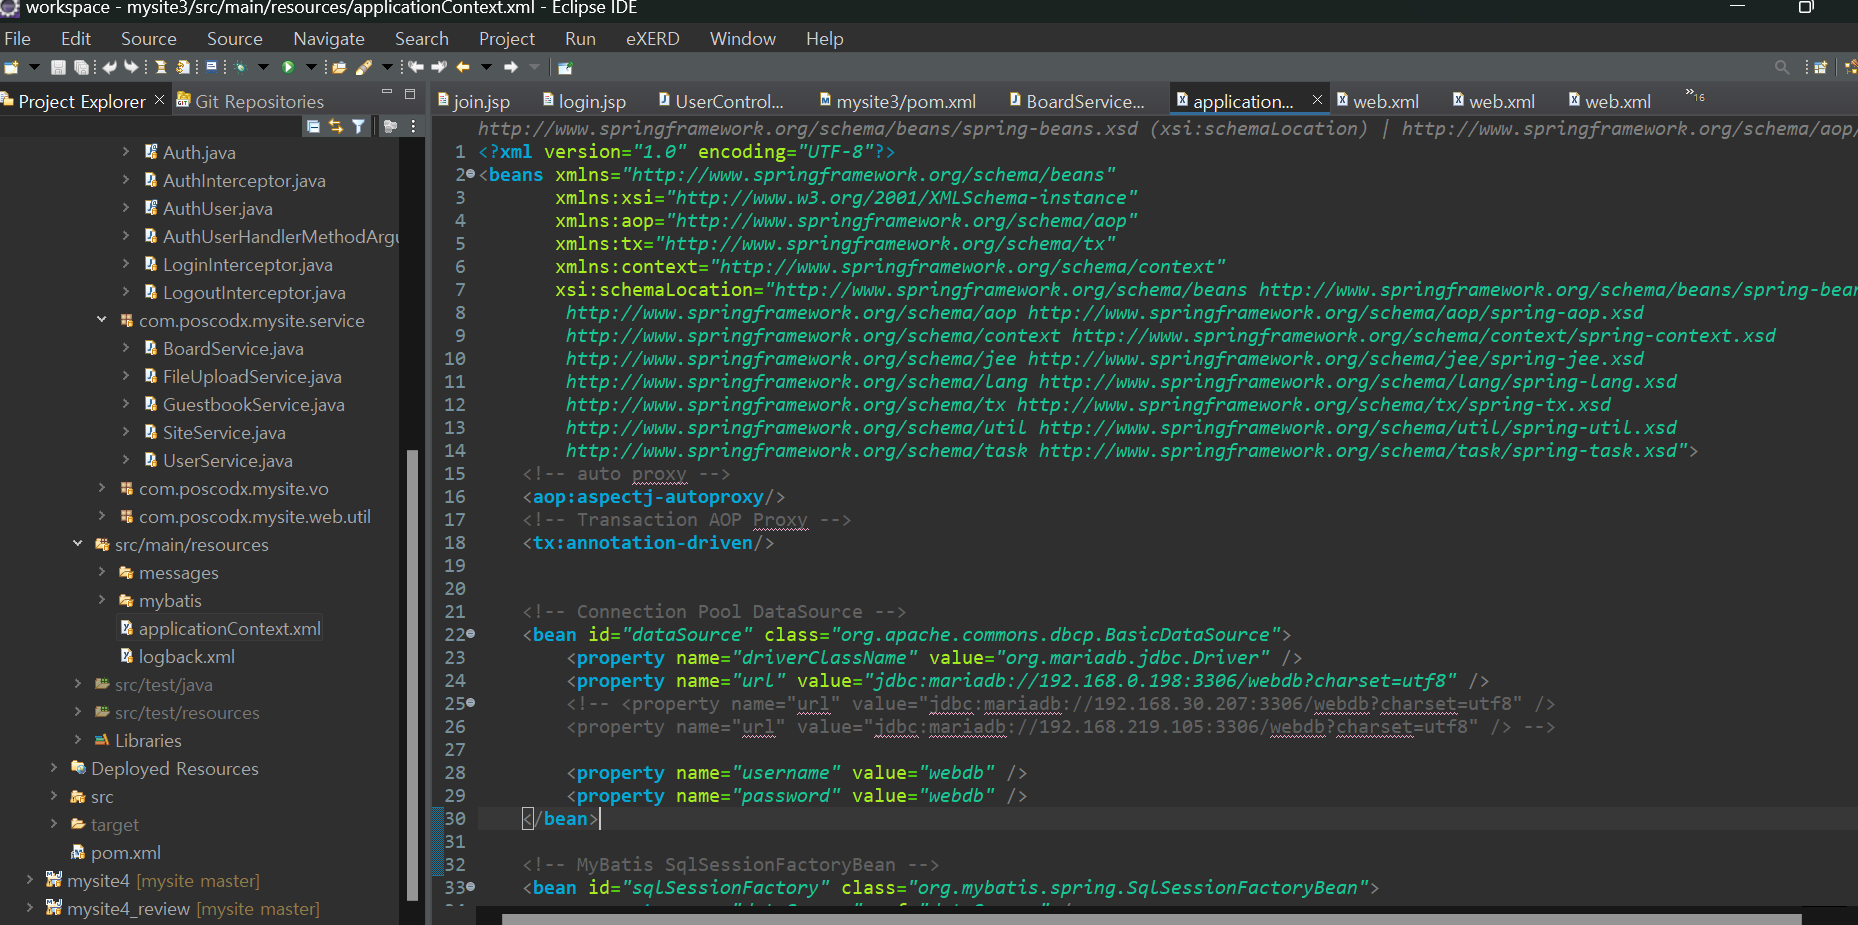 workspace - mysite3/src/main/resources/applicationContext.xml - Eclipse IDE
File Edit Source Source Navigate Search Project Run eXERD Window Help
Project Explorer Git Repositories
join.jsp login.jsp UserControl... mysite3/pom.xml BoardService... application... web.xml web.xml web.xml »16
Auth.java
AuthInterceptor.java
AuthUser.java
AuthUserHandlerMethodArgu
LoginInterceptor.java
LogoutInterceptor.java
com.poscodx.mysite.service
BoardService.java
FileUploadService.java
GuestbookService.java
SiteService.java
UserService.java
com.poscodx.mysite.vo
com.poscodx.mysite.web.util
src/main/resources
messages
mybatis
applicationContext.xml
logback.xml
src/test/java
src/test/resources
Libraries
Deployed Resources
src
target
pom.xml
mysite4 [mysite master]
mysite4_review [mysite master]
http://www.springframework.org/schema/beans/spring-beans.xsd (xsi:schemaLocation) | http://www.springframework.org/schema/aop/
1 <?xml version="1.0" encoding="UTF-8"?>
2 <beans xmlns="http://www.springframework.org/schema/beans"
3 xmlns:xsi="http://www.w3.org/2001/XMLSchema-instance"
4 xmlns:aop="http://www.springframework.org/schema/aop"
5 xmlns:tx="http://www.springframework.org/schema/tx"
6 xmlns:context="http://www.springframework.org/schema/context"
7 xsi:schemaLocation="http://www.springframework.org/schema/beans http://www.springframework.org/schema/beans/spring-bean
8 http://www.springframework.org/schema/aop http://www.springframework.org/schema/aop/spring-aop.xsd
9 http://www.springframework.org/schema/context http://www.springframework.org/schema/context/spring-context.xsd
10 http://www.springframework.org/schema/jee http://www.springframework.org/schema/jee/spring-jee.xsd
11 http://www.springframework.org/schema/lang http://www.springframework.org/schema/lang/spring-lang.xsd
12 http://www.springframework.org/schema/tx http://www.springframework.org/schema/tx/spring-tx.xsd
13 http://www.springframework.org/schema/util http://www.springframework.org/schema/util/spring-util.xsd
14 http://www.springframework.org/schema/task http://www.springframework.org/schema/task/spring-task.xsd">
15 <!-- auto proxy -->
16 <aop:aspectj-autoproxy/>
17 <!-- Transaction AOP Proxy -->
18 <tx:annotation-driven/>
19
20
21 <!-- Connection Pool DataSource -->
22 <bean id="dataSource" class="org.apache.commons.dbcp.BasicDataSource">
23 <property name="driverClassName" value="org.mariadb.jdbc.Driver" />
24 <property name="url" value="jdbc:mariadb://192.168.0.198:3306/webdb?charset=utf8" />
25 <!-- <property name="url" value="jdbc:mariadb://192.168.30.207:3306/webdb?charset=utf8" />
26 <property name="url" value="jdbc:mariadb://192.168.219.105:3306/webdb?charset=utf8" /> -->
27
28 <property name="username" value="webdb" />
29 <property name="password" value="webdb" />
30 </bean>
31
32 <!-- MyBatis SqlSessionFactoryBean -->
33 <bean id="sqlSessionFactory" class="org.mybatis.spring.SqlSessionFactoryBean">